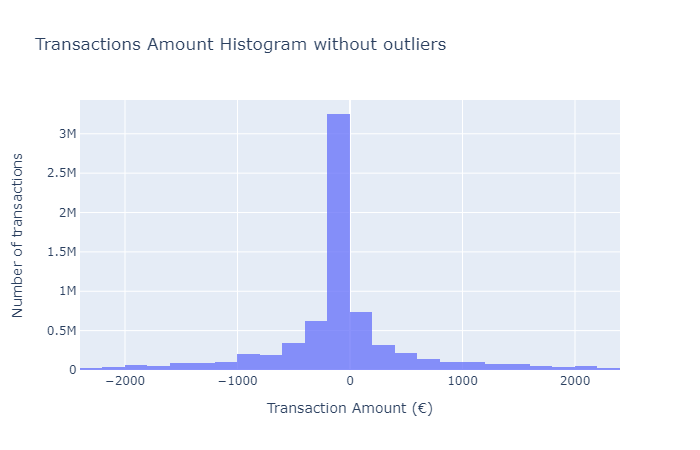 Transactions Amount Histogram without outliers
Number of transactions
3M
2.5M
2M
1.5M
1M
0.5M
0
−2000 −1000 0 1000 2000
Transaction Amount (€)